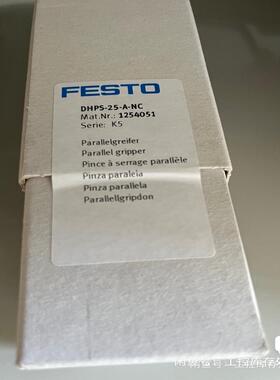 FESTO
DHPS-25-A-NC
Mat.Nr.: 1254051
Serie: K5
Parallelgreifer
Parallel gripper
Pince à serrage parallèle
Pinza paralela
Pinza parallela
Parallellgripdon